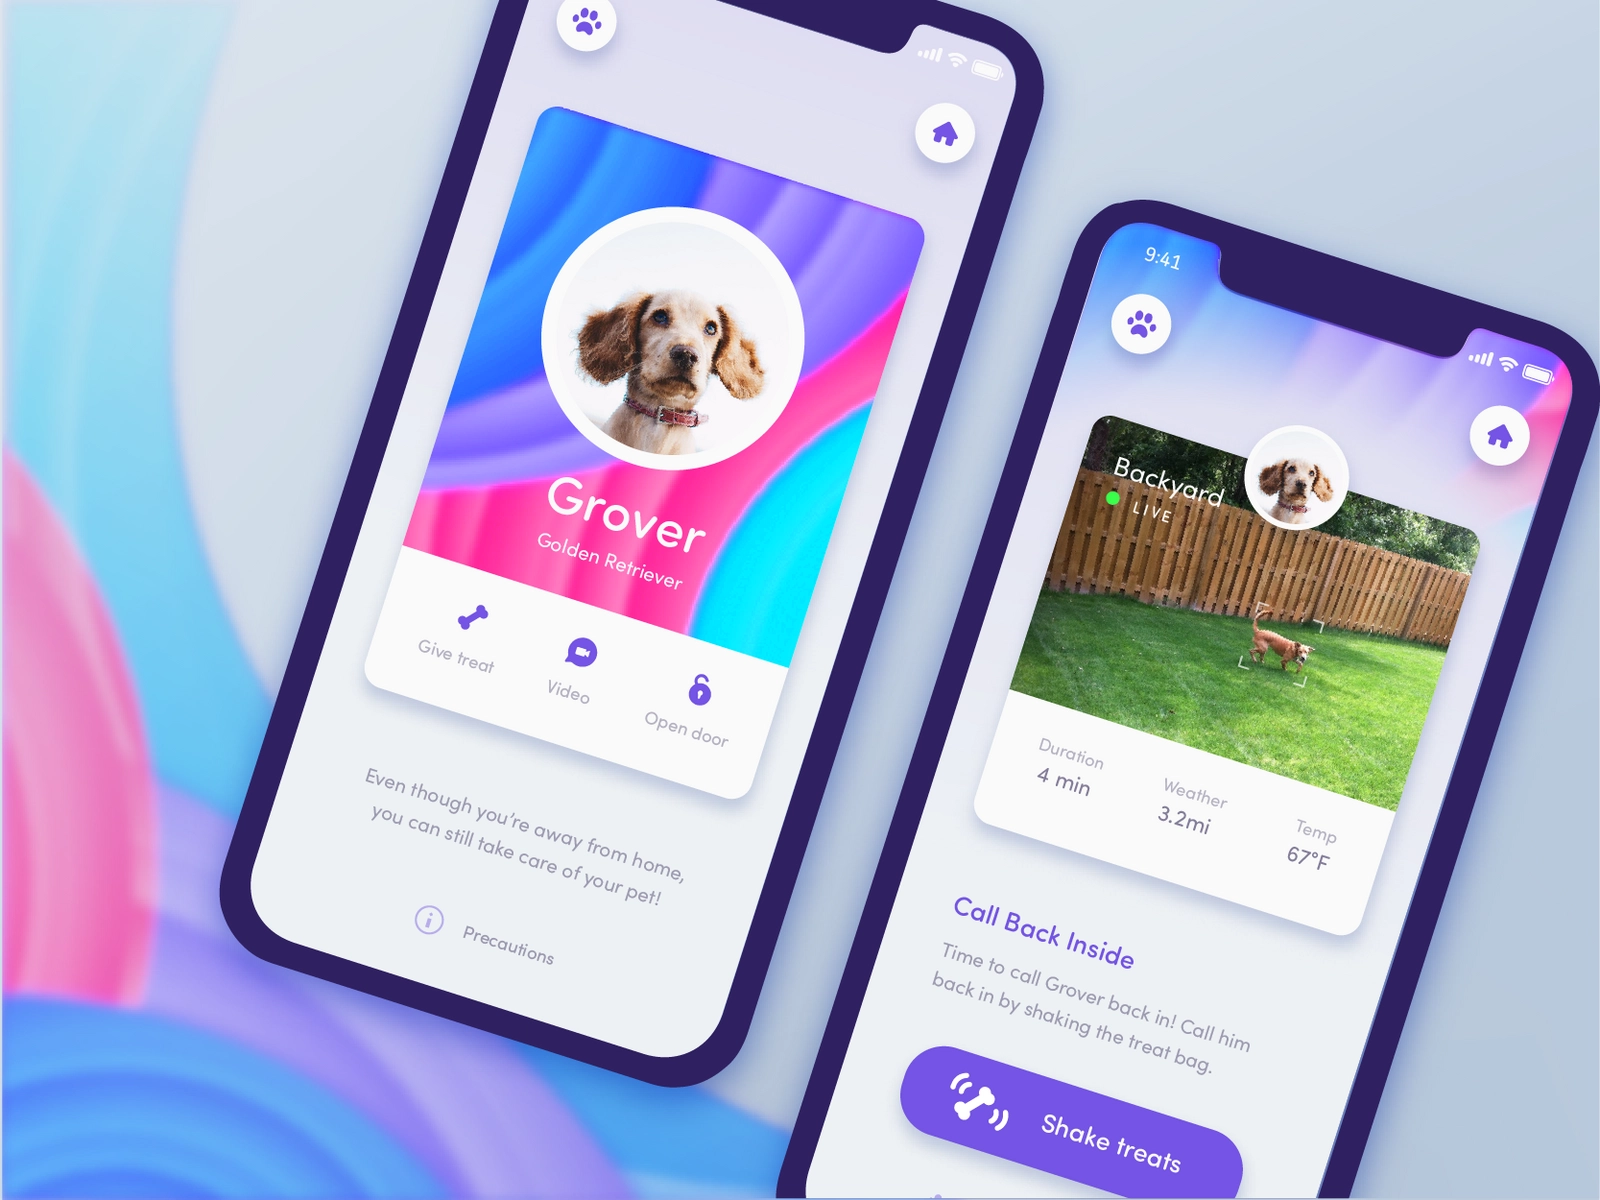 Grover
Golden Retriever
Give treat
Video
Open door
Even though you're away from home,
you can still take care of your pet!
Precautions
9:41
Backyard
LIVE
Duration
4 min
Weather
3.2mi
Temp
67°F
Call Back Inside
Time to call Grover back in! Call him
back in by shaking the treat bag.
Shake treats